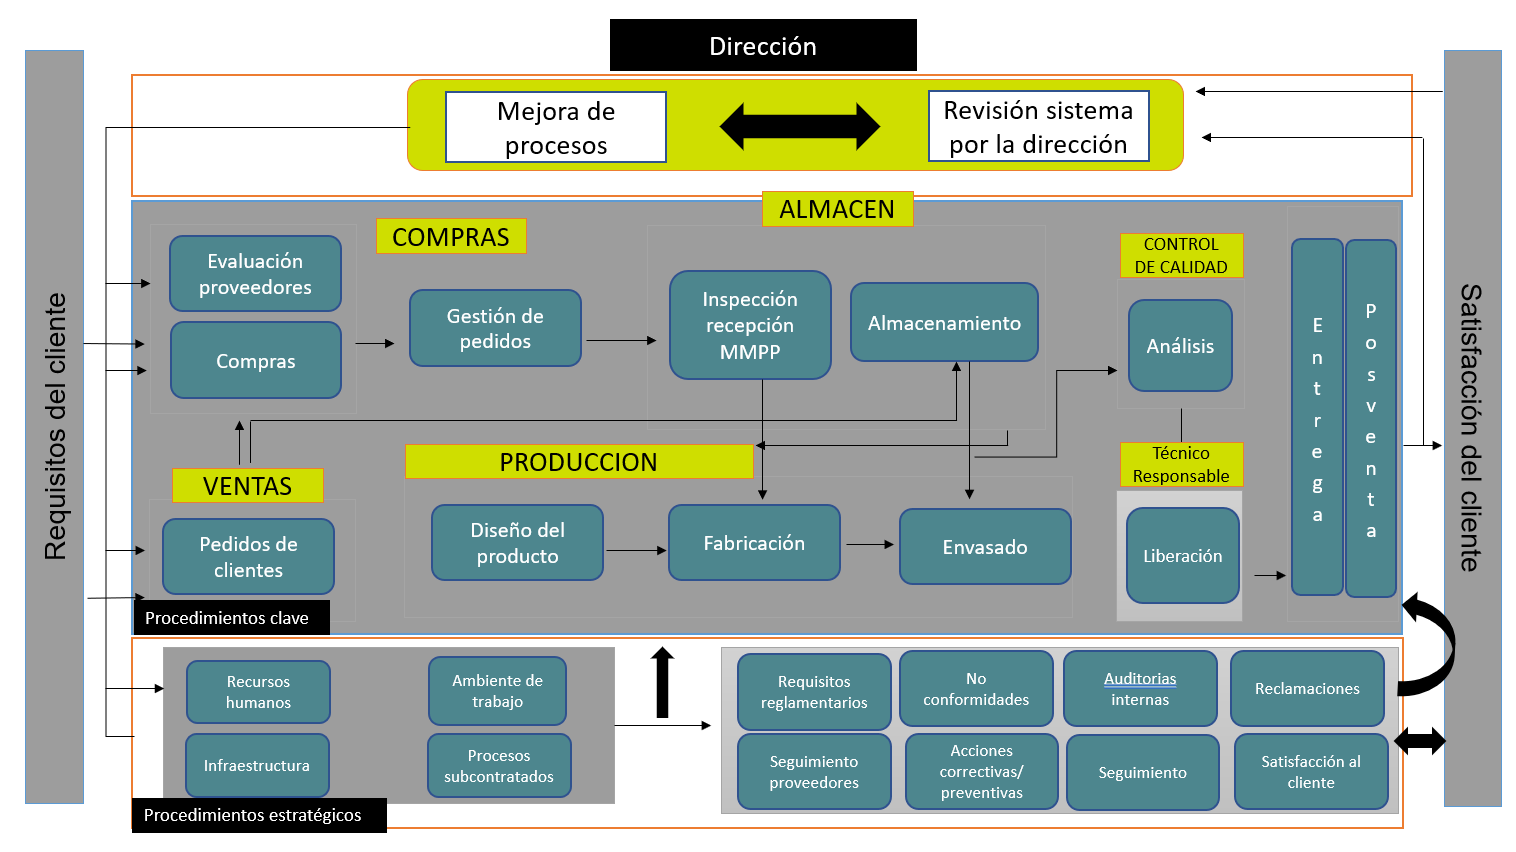 Dirección
Mejora de
procesos
Revisión sistema
por la dirección
Requisitos del cliente
Satisfacción del cliente
ALMACEN
COMPRAS
CONTROL
DE CALIDAD
Evaluación
proveedores
Compras
Gestión de
pedidos
Inspección
recepción
MMPP
Almacenamiento
Análisis
Entrega
Posventa
VENTAS
PRODUCCION
Técnico
Responsable
Pedidos de
clientes
Diseño del
producto
Fabricación
Envasado
Liberación
Procedimientos clave
Recursos
humanos
Ambiente de
trabajo
Infraestructura
Procesos
subcontratados
Requisitos
reglamentarios
No
conformidades
Auditorias
internas
Reclamaciones
Seguimiento
proveedores
Acciones
correctivas/
preventivas
Seguimiento
Satisfacción al
cliente
Procedimientos estratégicos